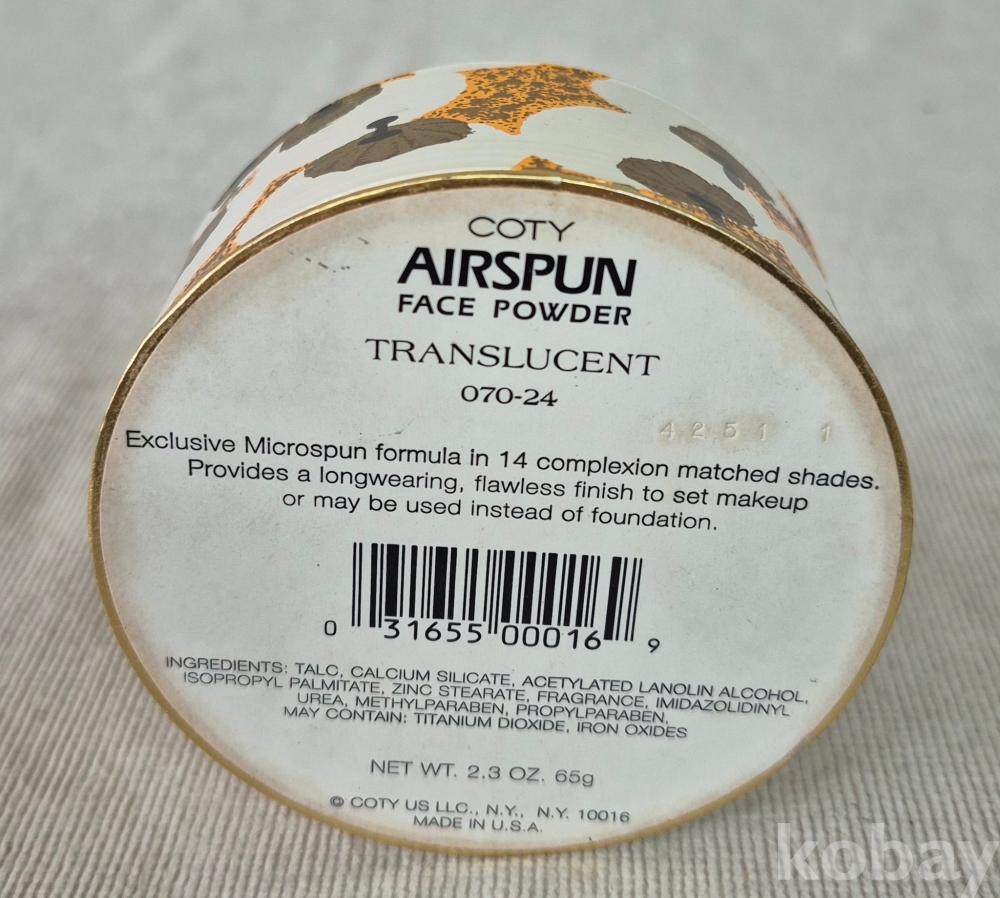 COTY
AIRSPUN
FACE POWDER
TRANSLUCENT
070-24
4251 1
Exclusive Microspun formula in 14 complexion matched shades.
Provides a longwearing, flawless finish to set makeup
or may be used instead of foundation.
0 31655 00016 9
INGREDIENTS: TALC, CALCIUM SILICATE, ACETYLATED LANOLIN ALCOHOL,
ISOPROPYL PALMITATE, ZINC STEARATE, FRAGRANCE, IMIDAZOLIDINYL
UREA, METHYLPARABEN, PROPYLPARABEN.
MAY CONTAIN: TITANIUM DIOXIDE, IRON OXIDES
NET WT. 2.3 OZ. 65g
© COTY US LLC., N.Y., N.Y. 10016
MADE IN U.S.A.
kobay